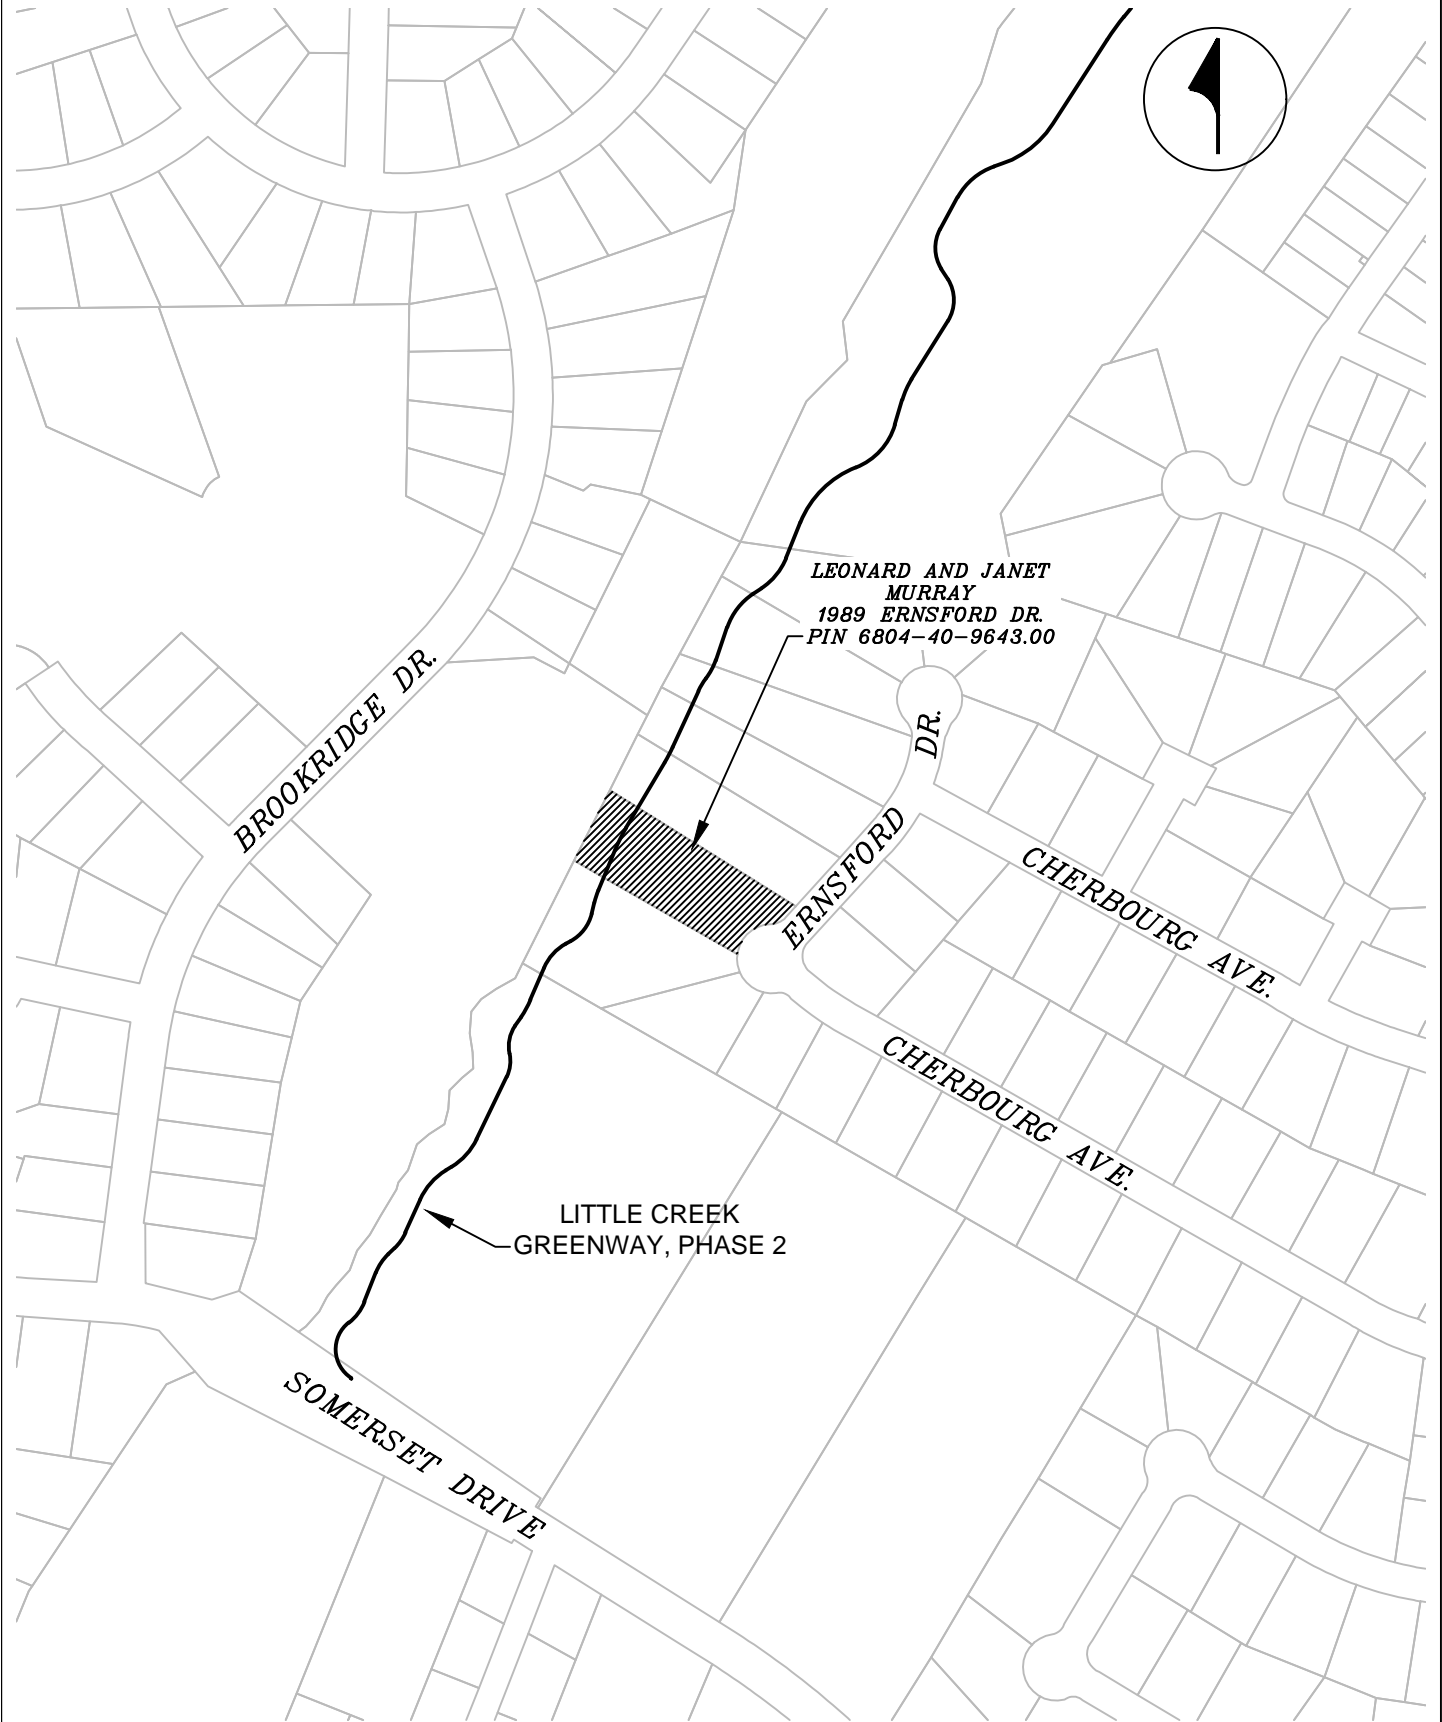 LEONARD AND JANET
MURRAY
1989 ERNSFORD DR.
PIN 6804-40-9643.00
BROOKRIDGE DR.
ERNSFORD DR.
CHERBOURG AVE.
CHERBOURG AVE.
LITTLE CREEK
GREENWAY, PHASE 2
SOMERSET DRIVE